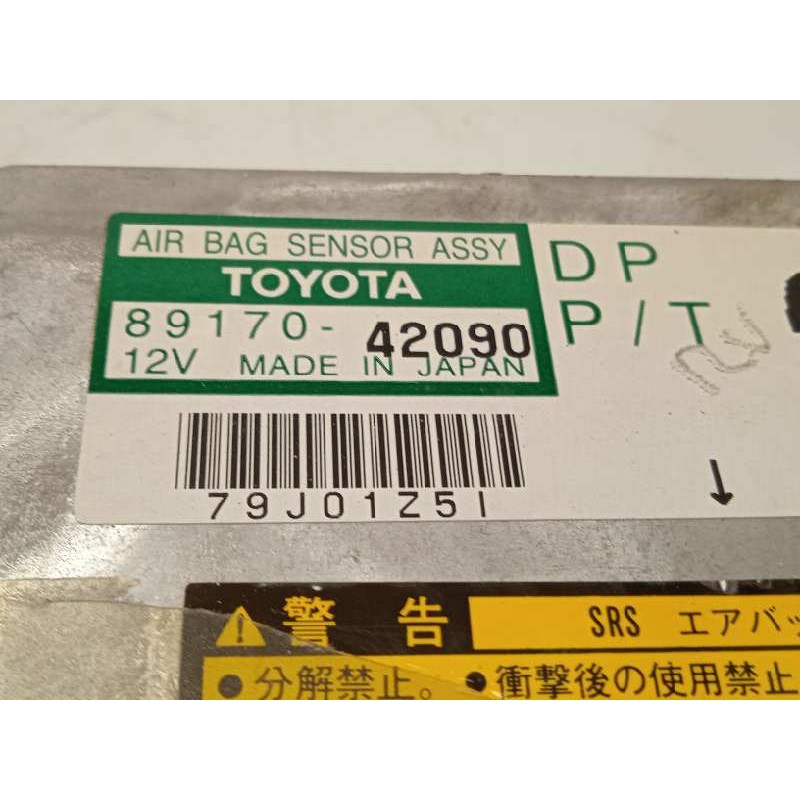 AIR BAG SENSOR ASSY
TOYOTA
89170-42090
12V MADE IN JAPAN
DP
P/T
79J01Z5I
警告 SRS エアバッ
●分解禁止。 ●衝撃後の使用禁止